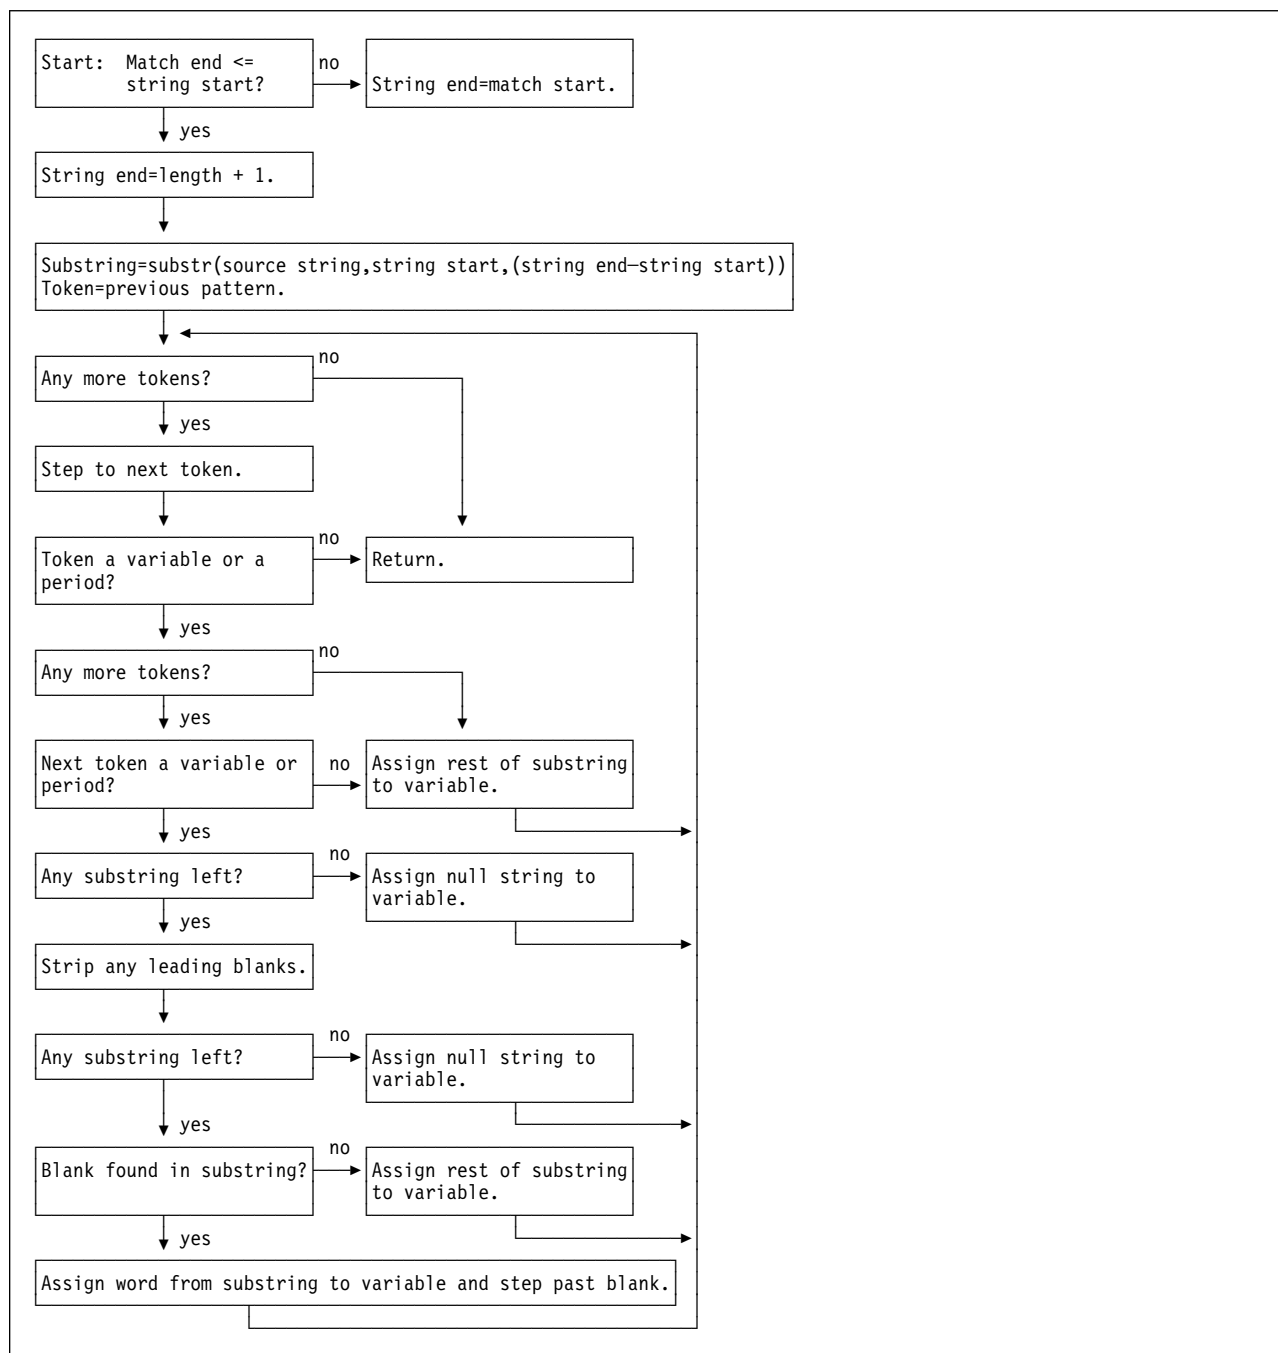 Start: Match end <=
string start?
no
String end=match start.
yes
String end=length + 1.
Substring=substr(source string,string start,(string end—string start))
Token=previous pattern.
Any more tokens?
no
yes
Step to next token.
Token a variable or a
period?
no
Return.
yes
Any more tokens?
no
yes
Next token a variable or
period?
no
Assign rest of substring
to variable.
yes
Any substring left?
no
Assign null string to
variable.
yes
Strip any leading blanks.
Any substring left?
no
Assign null string to
variable.
yes
Blank found in substring?
no
Assign rest of substring
to variable.
yes
Assign word from substring to variable and step past blank.